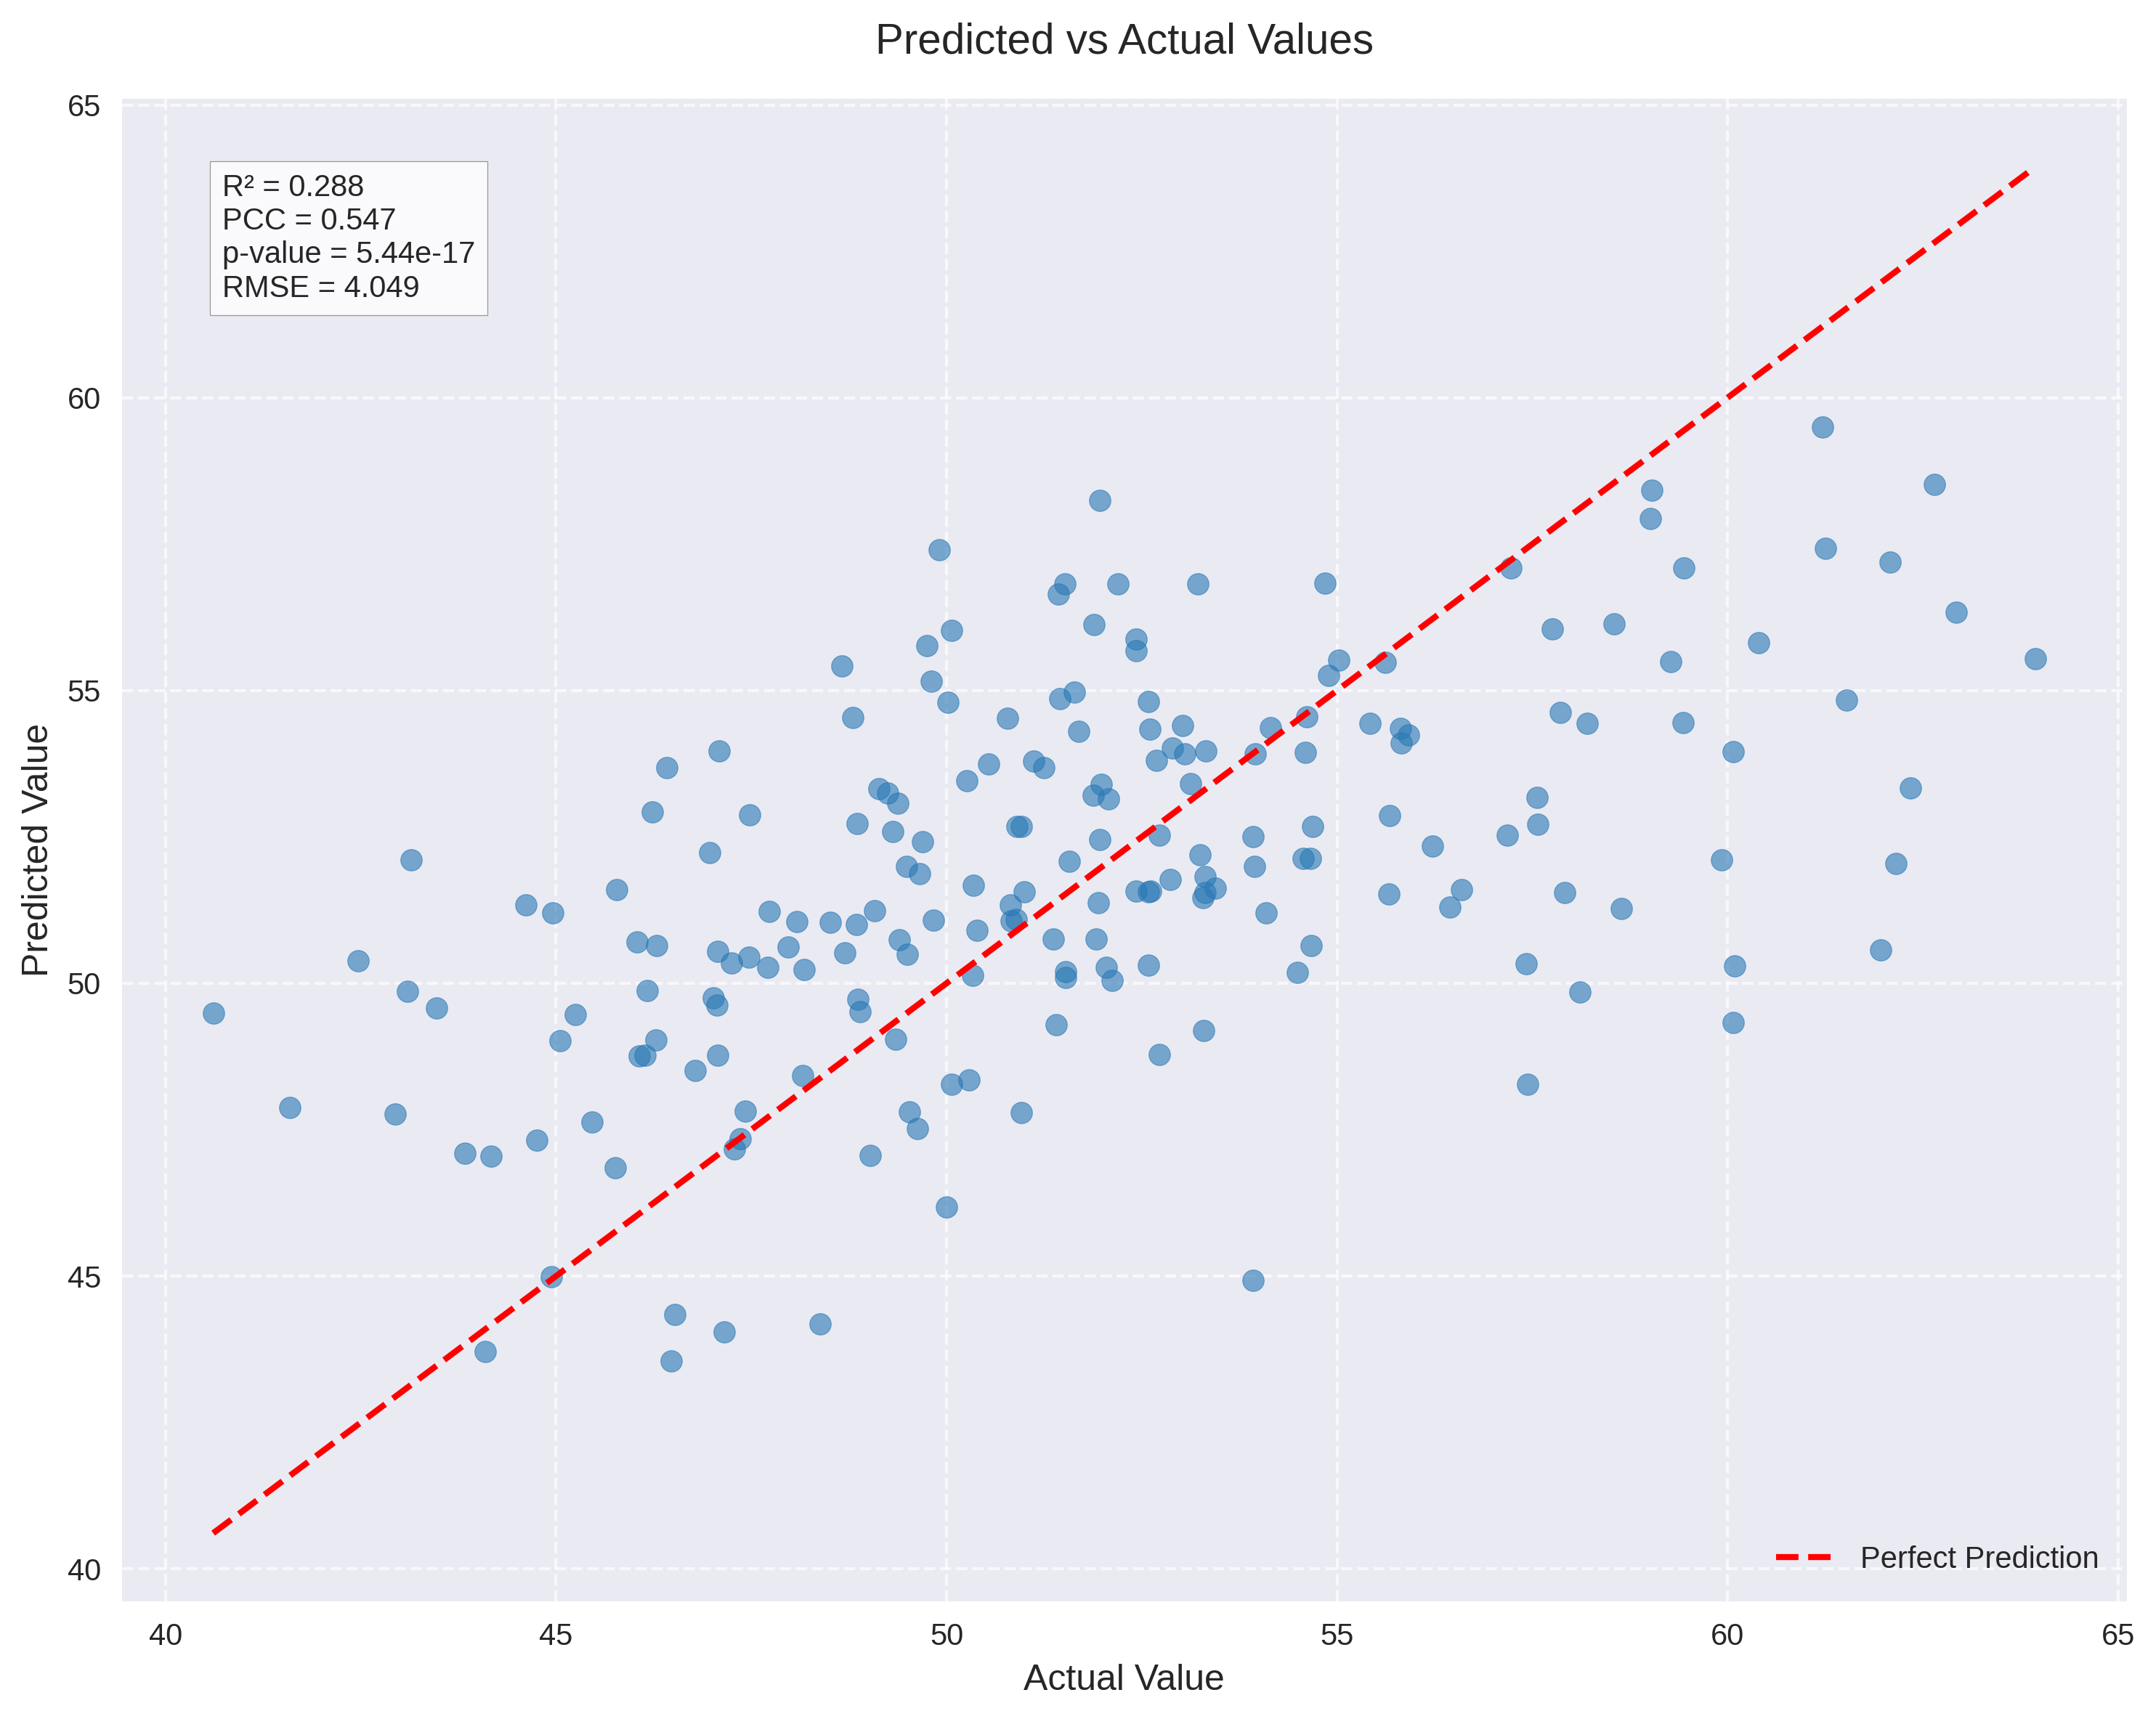 Predicted vs Actual Values
65
60
55
50
45
40
R² = 0.288
PCC = 0.547
p-value = 5.44e-17
RMSE = 4.049
Predicted Value
Perfect Prediction
40 45 50 55 60 65
Actual Value